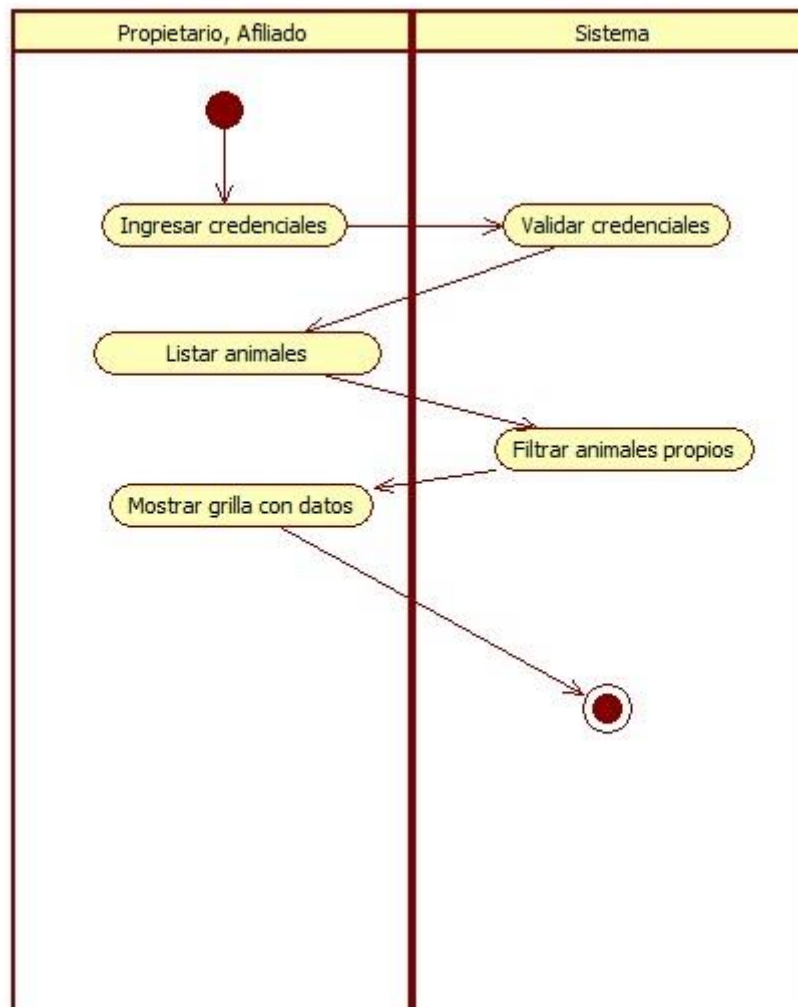 Propietario, Afiliado
Sistema
Ingresar credenciales
Validar credenciales
Listar animales
Filtrar animales propios
Mostrar grilla con datos